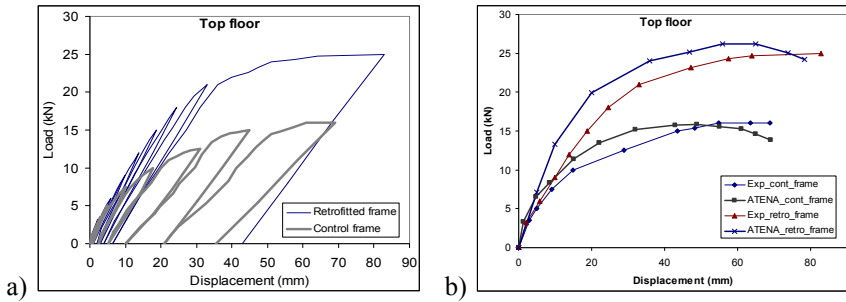 a)
Top floor
Load (kN)
30
25
20
15
10
5
0
0 10 20 30 40 50 60 70 80 90
Displacement (mm)
Retrofitted frame
Control frame
b)
Top floor
Load (kN)
30
25
20
15
10
5
0
0 20 40 60 80
Displacement (mm)
Exp_cont_frame
ATENA_cont_frame
Exp_retro_frame
ATENA_retro_frame